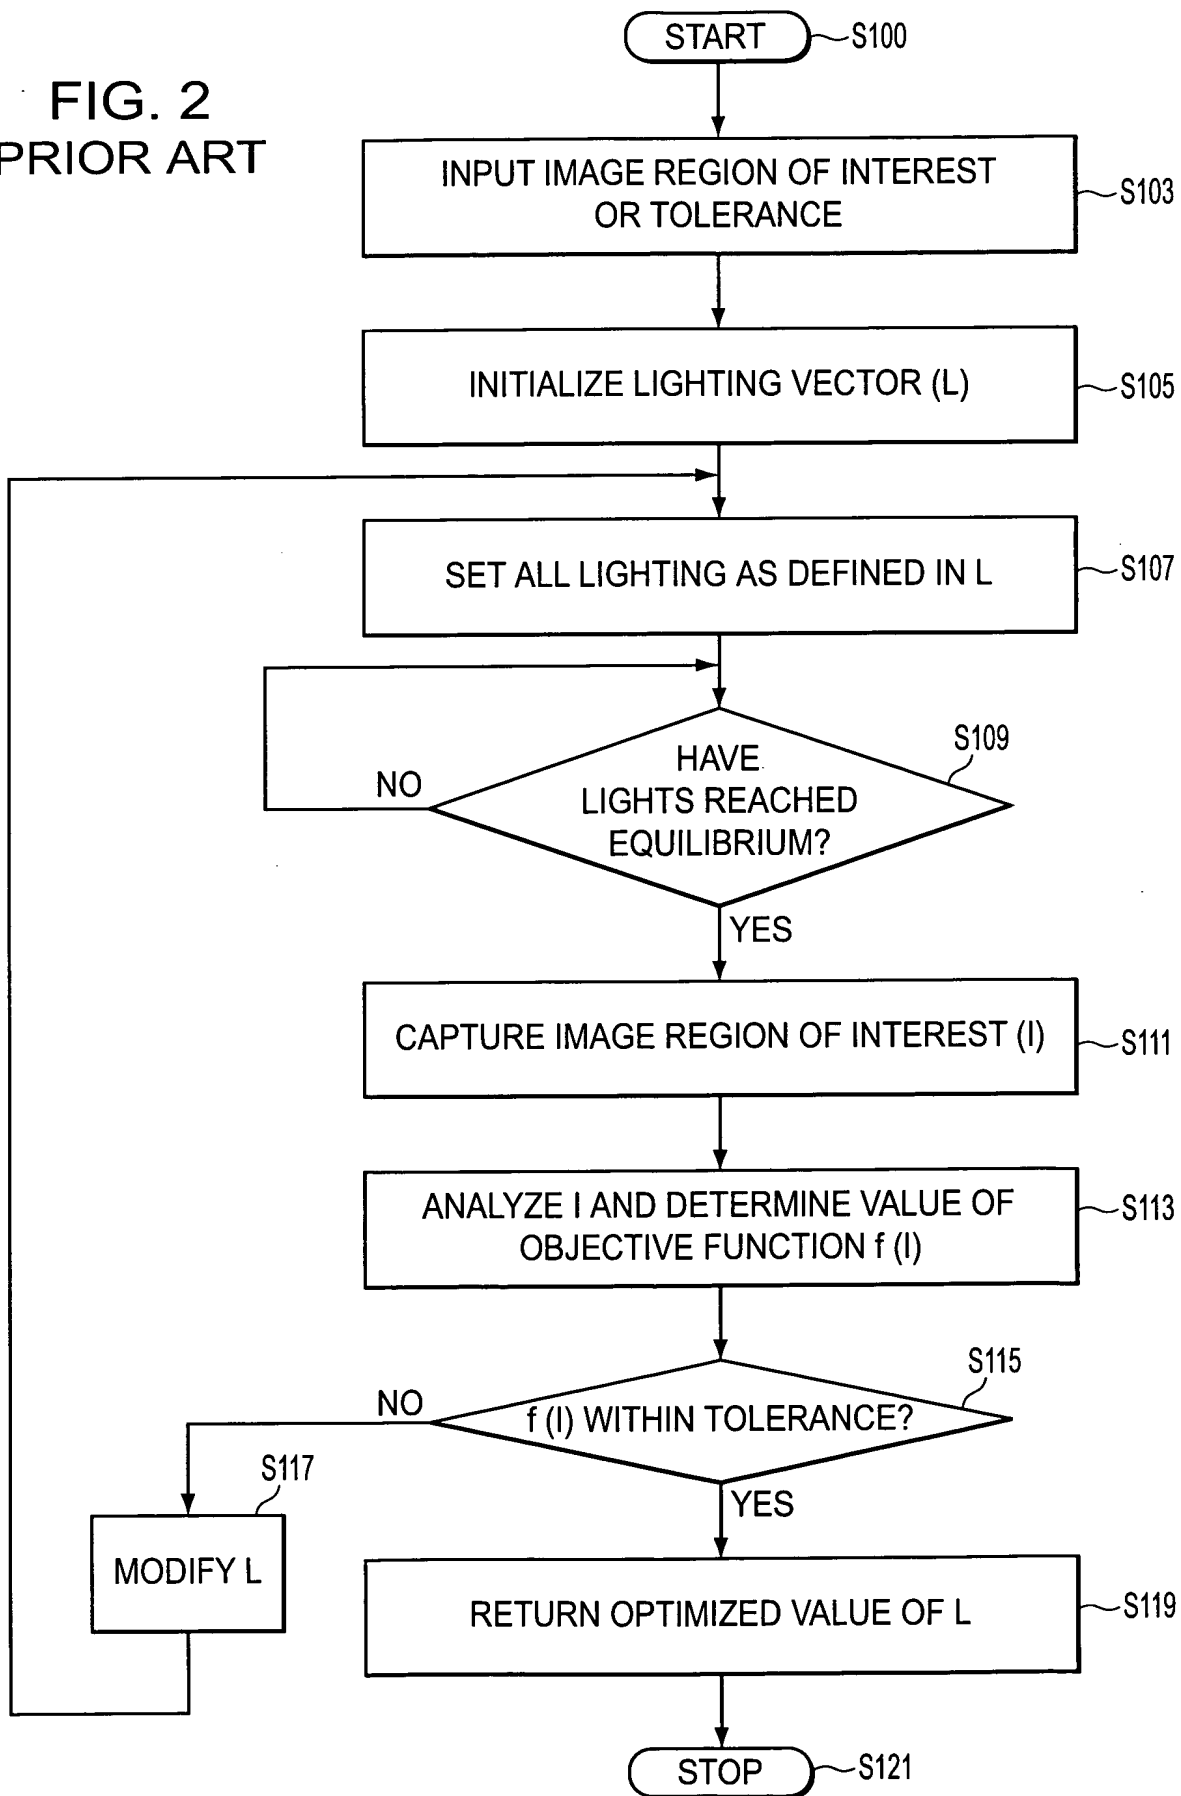 START
S100
FIG. 2
PRIOR ART
INPUT IMAGE REGION OF INTEREST
OR TOLERANCE
S103
INITIALIZE LIGHTING VECTOR (L)
S105
SET ALL LIGHTING AS DEFINED IN L
S107
S109
HAVE
LIGHTS REACHED
EQUILIBRIUM?
NO
YES
CAPTURE IMAGE REGION OF INTEREST (I)
S111
ANALYZE I AND DETERMINE VALUE OF
OBJECTIVE FUNCTION f (I)
S113
S115
NO
f (I) WITHIN TOLERANCE?
YES
S117
MODIFY L
RETURN OPTIMIZED VALUE OF L
S119
STOP
S121